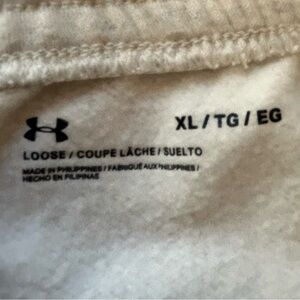 XL / TG / EG
LOOSE / COUPE LÂCHE / SUELTO
MADE IN PHILIPPINES / FABRIQUÉ AUX PHILIPPINES /
HECHO EN FILIPINAS